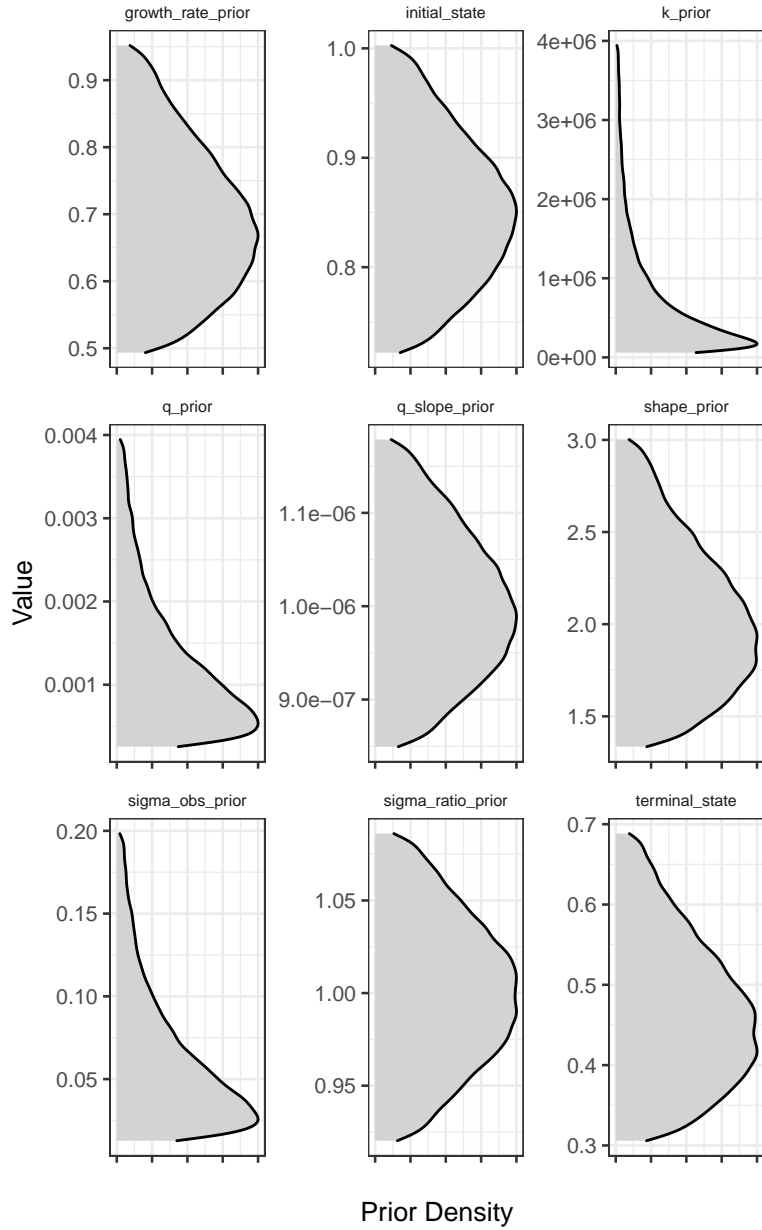 growth_rate_prior
initial_state
k_prior
0.9
0.8
0.7
0.6
0.5
1.0
0.9
0.8
4e+06
3e+06
2e+06
1e+06
0e+00
q_prior
q_slope_prior
shape_prior
0.004
0.003
0.002
0.001
1.1e−06
1.0e−06
9.0e−07
3.0
2.5
2.0
1.5
sigma_obs_prior
sigma_ratio_prior
terminal_state
0.20
0.15
0.10
0.05
1.05
1.00
0.95
0.7
0.6
0.5
0.4
0.3
Value
Prior Density